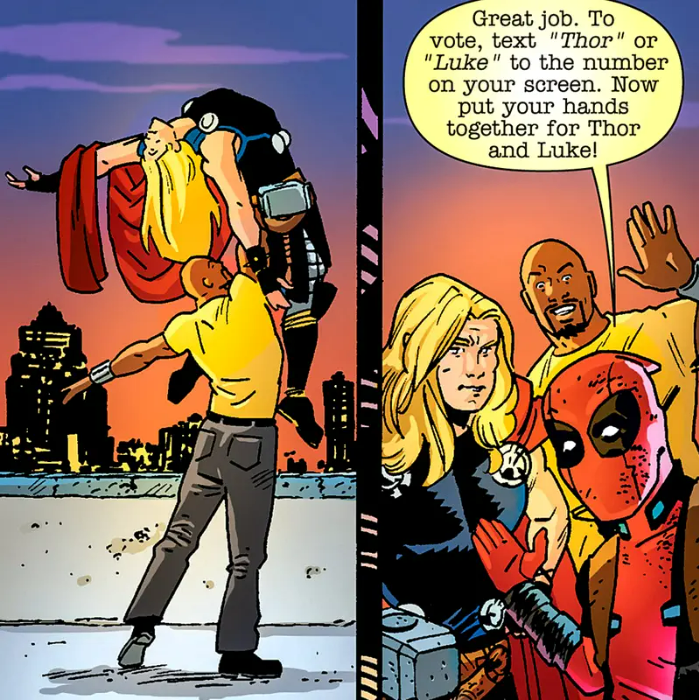 Great job. To
vote, text "Thor" or
"Luke" to the number
on your screen. Now
put your hands
together for Thor
and Luke!